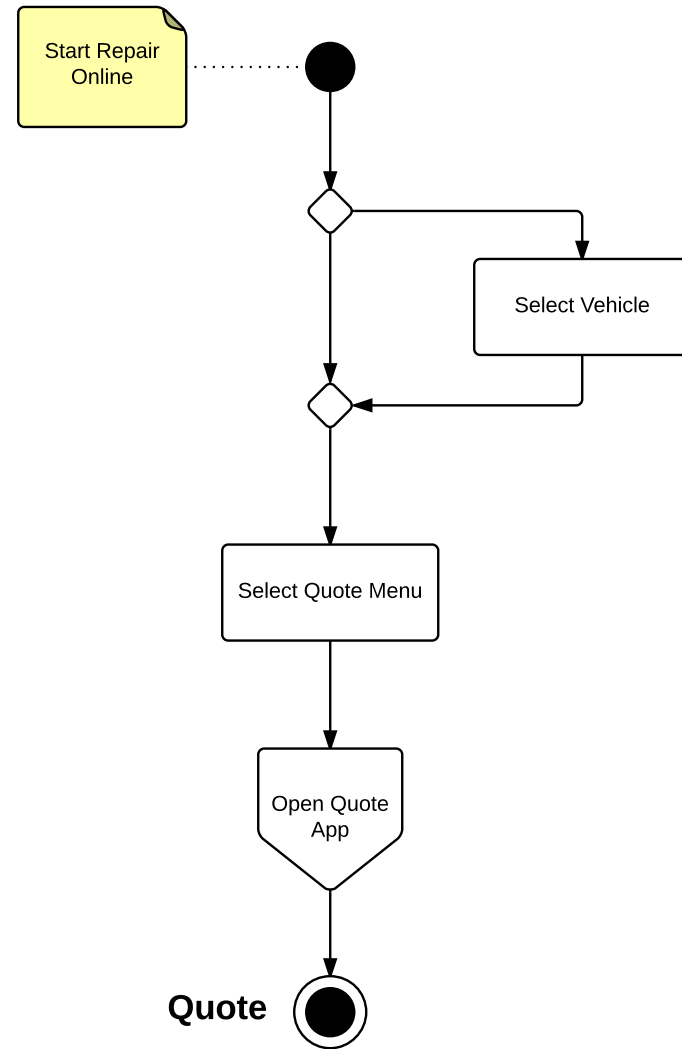 Start Repair
Online
Select Vehicle
Select Quote Menu
Open Quote
App
Quote